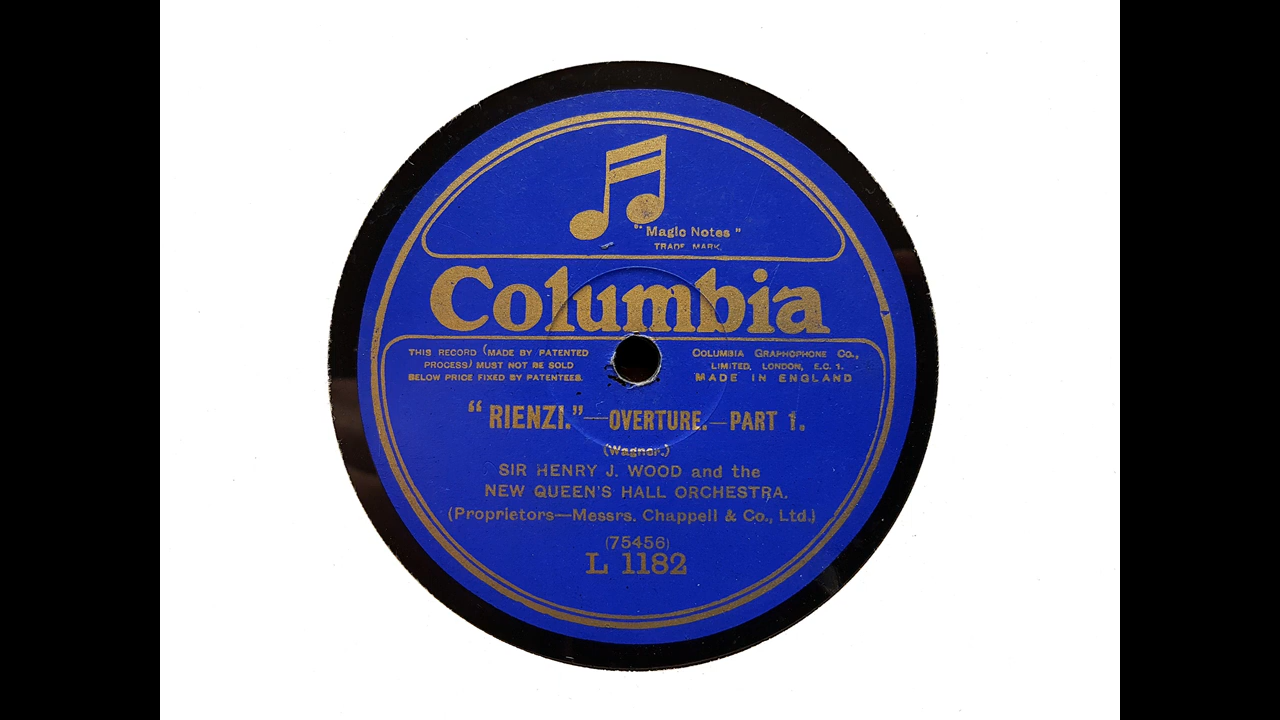 "Magic Notes"
TRADE MARK.
Columbia
THIS RECORD (MADE BY PATENTED
PROCESS) MUST NOT BE SOLD
BELOW PRICE FIXED BY PATENTEES.
COLUMBIA GRAPHOPHONE CO.,
LIMITED, LONDON, E.C. 1.
MADE IN ENGLAND
"RIENZI."—OVERTURE.—PART 1.
(Wagner.)
SIR HENRY J. WOOD and the
NEW QUEEN'S HALL ORCHESTRA.
(Proprietors—Messrs. Chappell & Co., Ltd.)
(75456)
L 1182